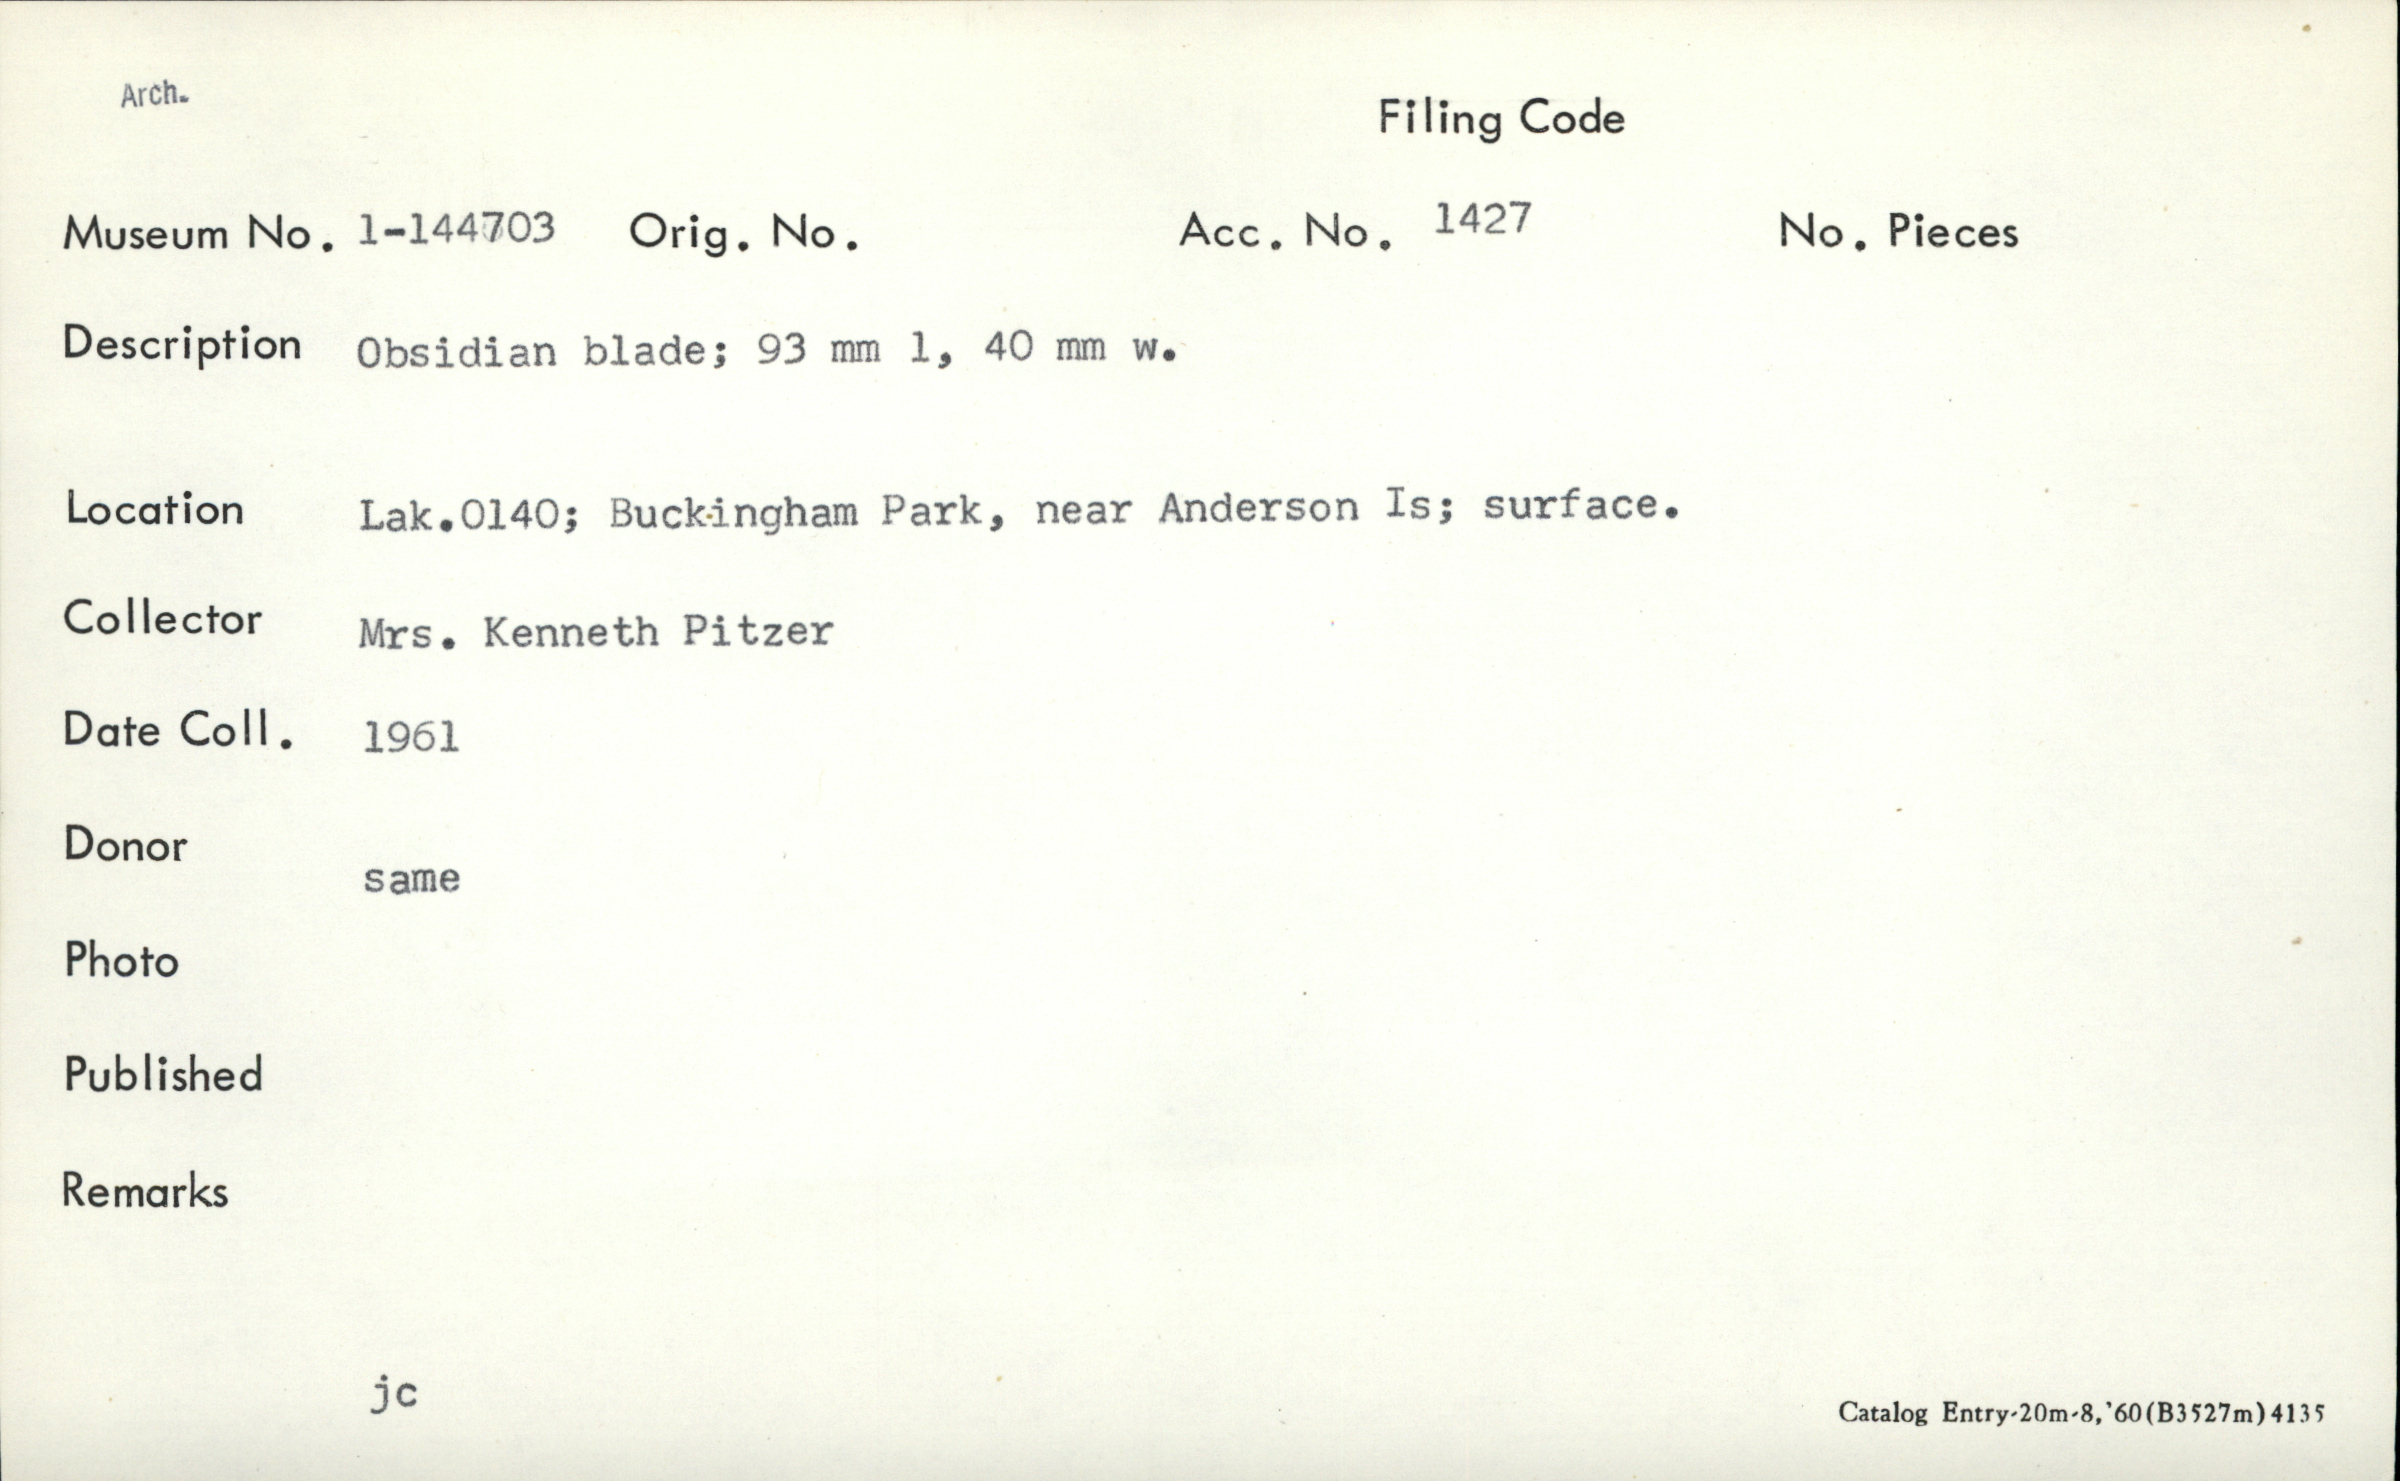 Arch.
Filing Code
Museum No. 1-144703 Orig. No. Acc. No. 1427 No. Pieces
Description Obsidian blade; 93 mm l, 40 mm w.
Location Lak.0140; Buckingham Park, near Anderson Is; surface.
Collector Mrs. Kenneth Pitzer
Date Coll. 1961
Donor same
Photo
Published
Remarks
jc
Catalog Entry-20m-8,'60(B3527m)4135